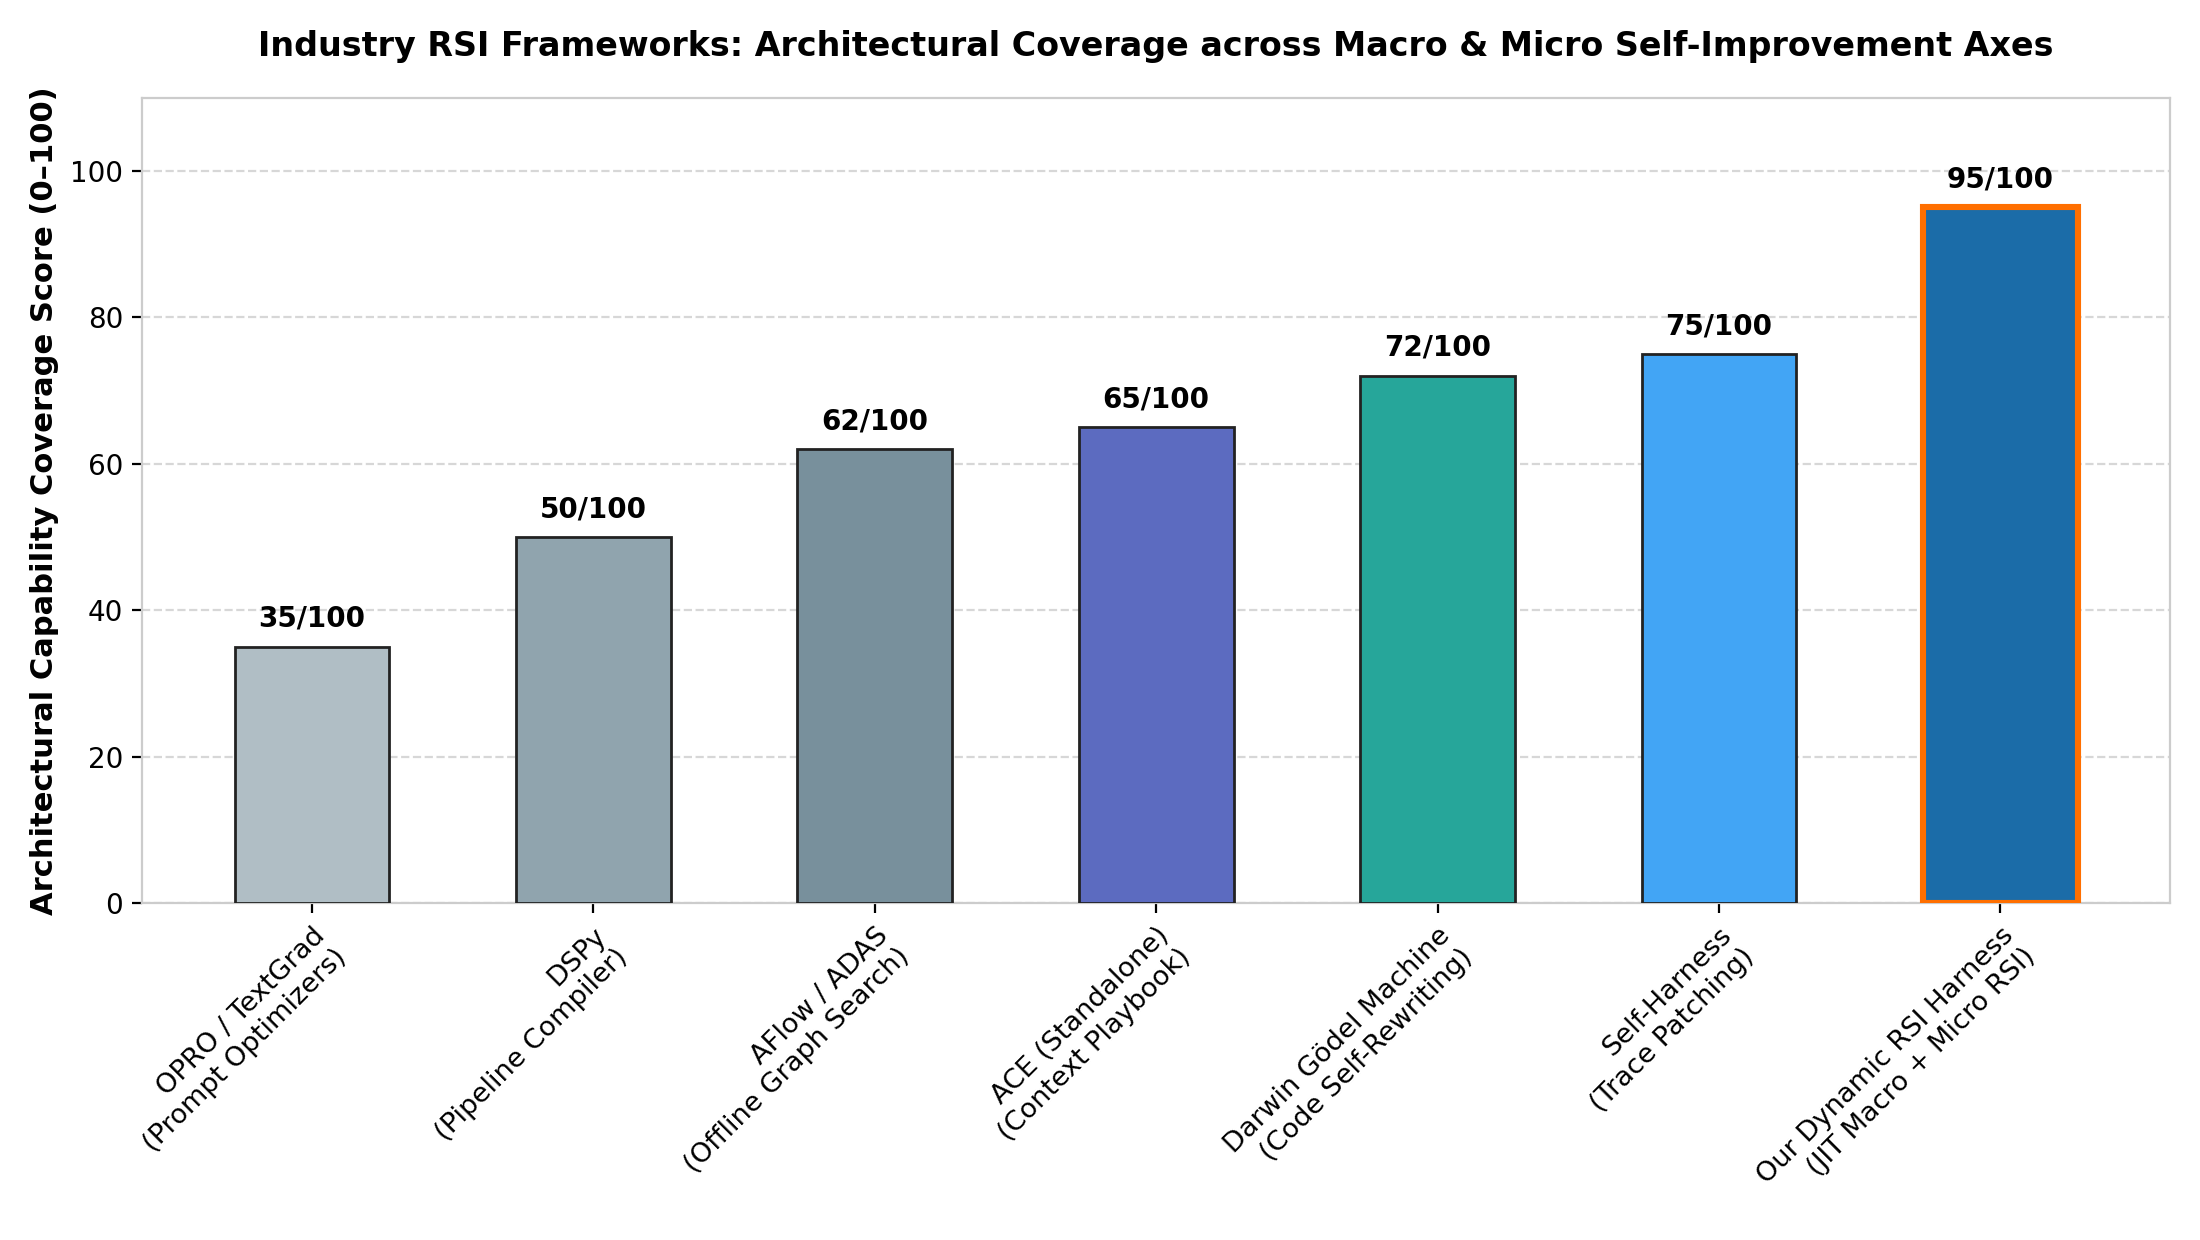 Industry RSI Frameworks: Architectural Coverage across Macro & Micro Self-Improvement Axes
Architectural Capability Coverage Score (0–100)
100
80
60
40
20
0
35/100
50/100
62/100
65/100
72/100
75/100
95/100
OPRO / TextGrad
(Prompt Optimizers)
DSPy
(Pipeline Compiler)
AFlow / ADAS
(Offline Graph Search)
ACE (Standalone)
(Context Playbook)
Darwin Gödel Machine
(Code Self-Rewriting)
Self-Harness
(Trace Patching)
Our Dynamic RSI Harness
(JIT Macro + Micro RSI)